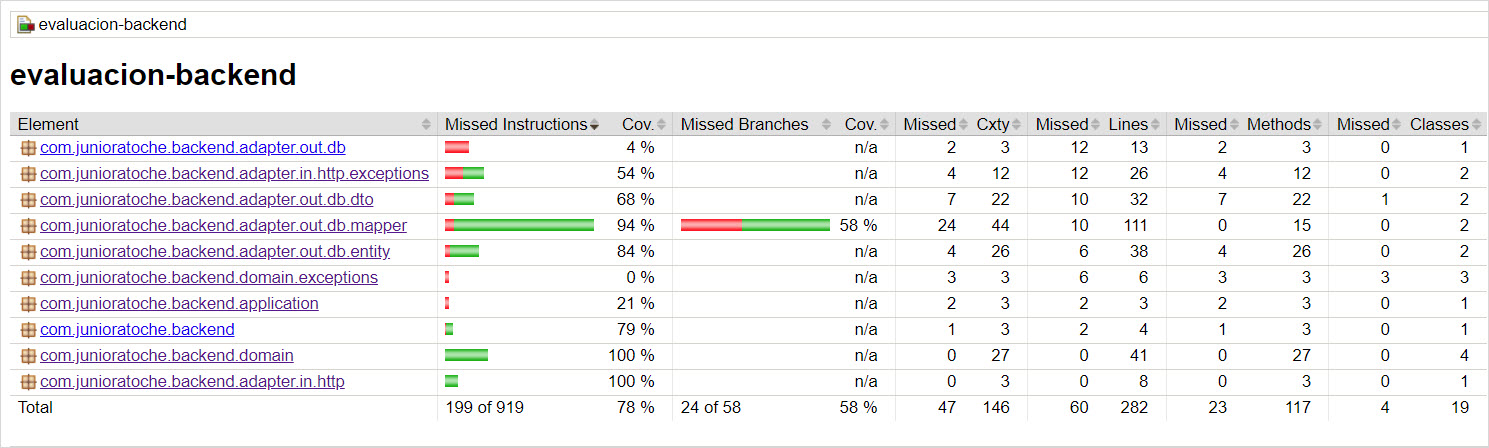 evaluacion-backend
evaluacion-backend
Element Missed Instructions Cov. Missed Branches Cov. Missed Cxty Missed Lines Missed Methods Missed Classes
com.junioratoche.backend.adapter.out.db 4 % n/a 2 3 12 13 2 3 0 1
com.junioratoche.backend.adapter.in.http.exceptions 54 % n/a 4 12 12 26 4 12 0 2
com.junioratoche.backend.adapter.out.db.dto 68 % n/a 7 22 10 32 7 22 1 2
com.junioratoche.backend.adapter.out.db.mapper 94 % 58 % 24 44 10 111 0 15 0 2
com.junioratoche.backend.adapter.out.db.entity 84 % n/a 4 26 6 38 4 26 0 2
com.junioratoche.backend.domain.exceptions 0 % n/a 3 3 6 6 3 3 3 3
com.junioratoche.backend.application 21 % n/a 2 3 2 3 2 3 0 1
com.junioratoche.backend 79 % n/a 1 3 2 4 1 3 0 1
com.junioratoche.backend.domain 100 % n/a 0 27 0 41 0 27 0 4
com.junioratoche.backend.adapter.in.http 100 % n/a 0 3 0 8 0 3 0 1
Total 199 of 919 78 % 24 of 58 58 % 47 146 60 282 23 117 4 19